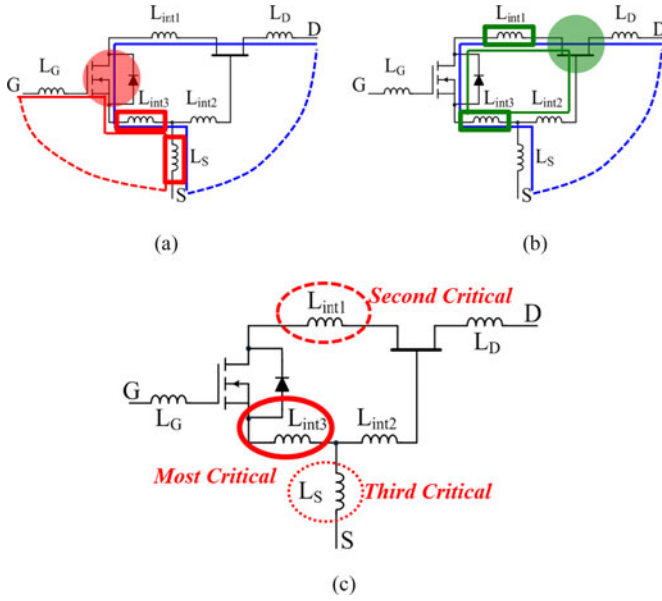 L_int1 L_D D
L_G
G
L_int3 L_int2
L_S
S
(a)
L_int1 L_D D
L_G
G
L_int3 L_int2
L_S
S
(b)
L_int1 Second Critical
D
L_D
G
L_G
L_int3 L_int2
Most Critical
L_S Third Critical
S
(c)